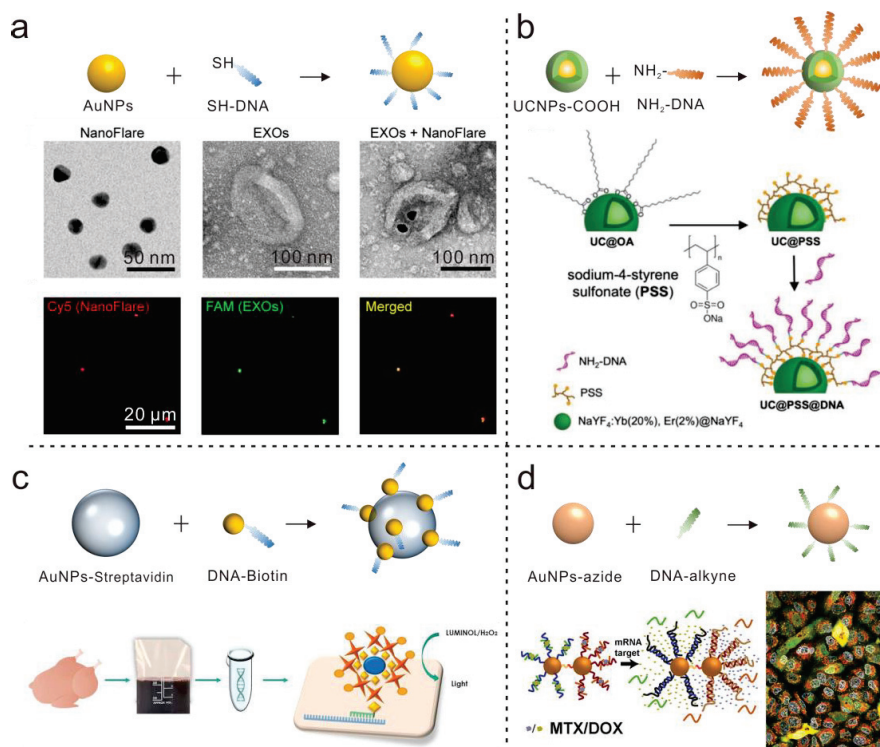 a
SH
AuNPs
SH-DNA
NanoFlare
EXOs
EXOs + NanoFlare
50 nm
100 nm
100 nm
Cy5 (NanoFlare)
FAM (EXOs)
Merged
20 µm
b
NH₂-
UCNPs-COOH
NH₂-DNA
UC@OA
UC@PSS
sodium-4-styrene
sulfonate (PSS)
n
O=S=O
ONa
NH₂-DNA
PSS
UC@PSS@DNA
NaYF₄:Yb(20%), Er(2%)@NaYF₄
c
AuNPs-Streptavidin
DNA-Biotin
LUMINOL/H₂O₂
Light
d
AuNPs-azide
DNA-alkyne
mRNA
target
MTX/DOX